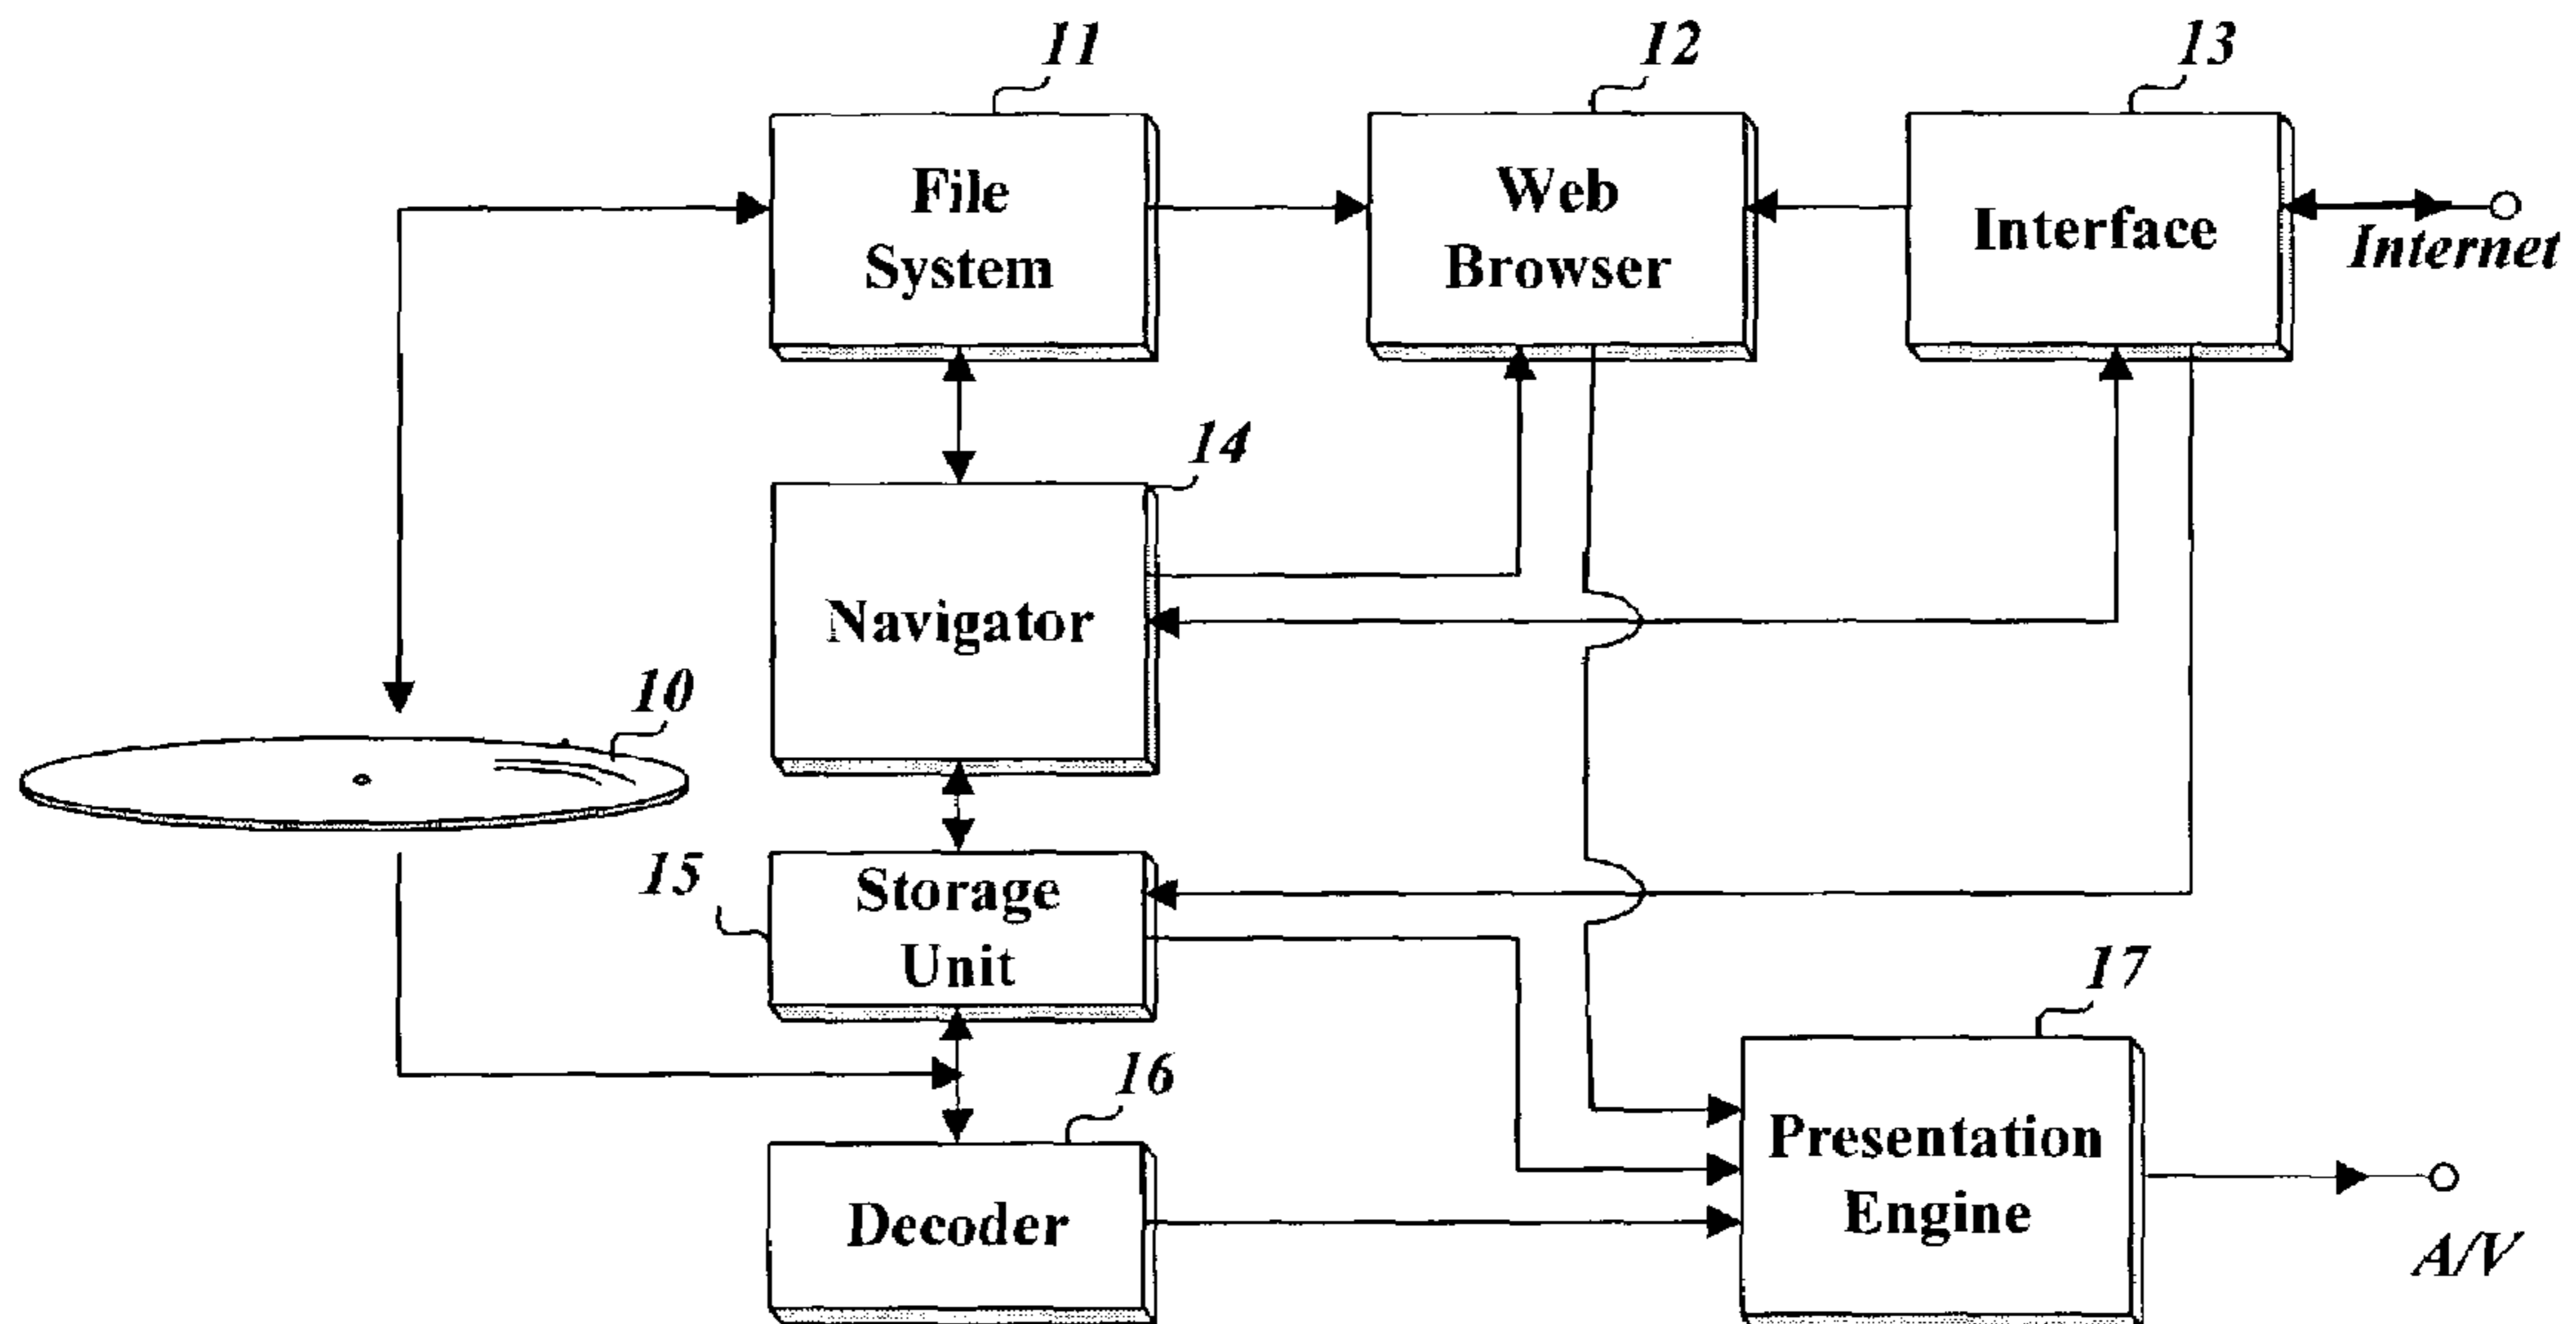 11
12
13
File
System
Web
Browser
Interface
Internet
14
Navigator
10
15
Storage
Unit
17
16
Presentation
Engine
Decoder
A/V